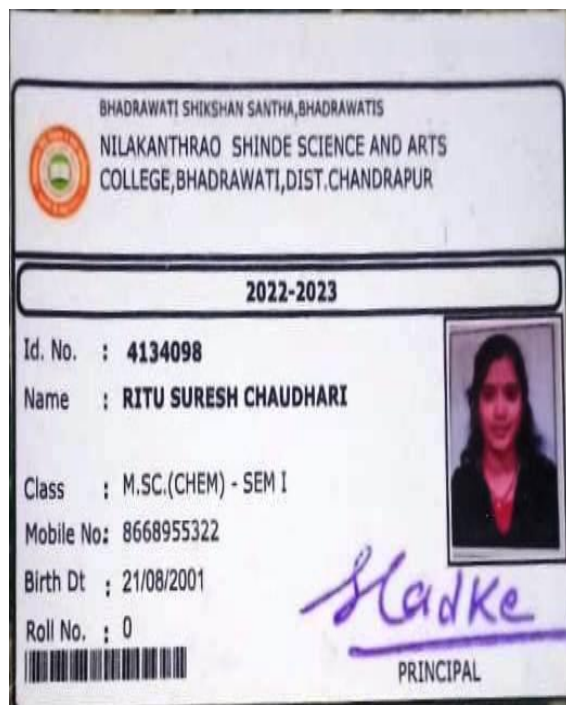 BHADRAWATI SHIKSHAN SANTHA,BHADRAWATIS
NILAKANTHRAO SHINDE SCIENCE AND ARTS
COLLEGE,BHADRAWATI,DIST.CHANDRAPUR
2022-2023
Id. No. : 4134098
Name : RITU SURESH CHAUDHARI
Class : M.SC.(CHEM) - SEM I
Mobile No: 8668955322
Birth Dt : 21/08/2001
Roll No. : 0
PRINCIPAL